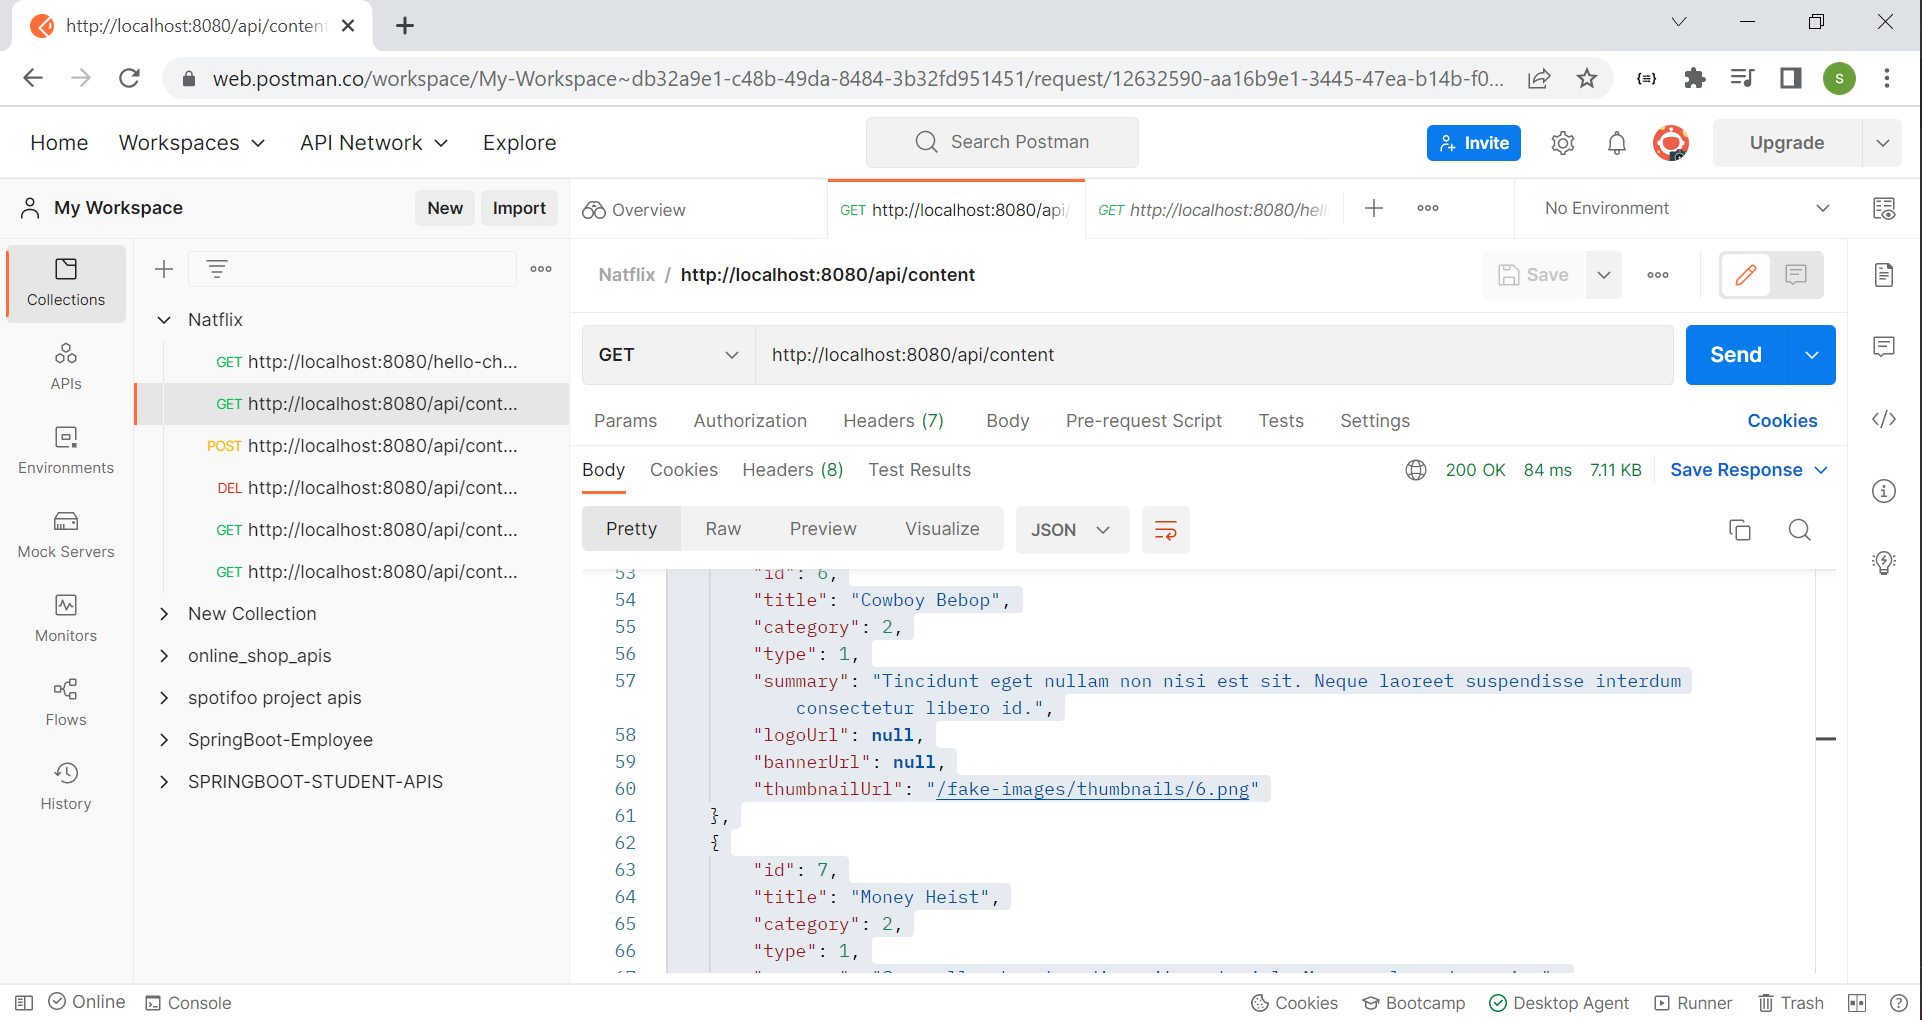 http://localhost:8080/api/conten
web.postman.co/workspace/My-Workspace~db32a9e1-c48b-49da-8484-3b32fd951451/request/12632590-aa16b9e1-3445-47ea-b14b-f0...
S
Home Workspaces API Network Explore
Search Postman
Invite
Upgrade
My Workspace
New Import
Overview
GET http://localhost:8080/api/
GET http://localhost:8080/hell
No Environment
Collections
APIs
Environments
Mock Servers
Monitors
Flows
History
Natflix
GET http://localhost:8080/hello-ch...
GET http://localhost:8080/api/cont...
POST http://localhost:8080/api/cont...
DEL http://localhost:8080/api/cont...
GET http://localhost:8080/api/cont...
GET http://localhost:8080/api/cont...
New Collection
online_shop_apis
spotifoo project apis
SpringBoot-Employee
SPRINGBOOT-STUDENT-APIS
Natflix / http://localhost:8080/api/content
Save
GET http://localhost:8080/api/content
Send
Params Authorization Headers (7) Body Pre-request Script Tests Settings Cookies
Body Cookies Headers (8) Test Results
200 OK 84 ms 7.11 KB Save Response
Pretty Raw Preview Visualize JSON
53 "id": 6,
54 "title": "Cowboy Bebop",
55 "category": 2,
56 "type": 1,
57 "summary": "Tincidunt eget nullam non nisi est sit. Neque laoreet suspendisse interdum
consectetur libero id.",
58 "logoUrl": null,
59 "bannerUrl": null,
60 "thumbnailUrl": "/fake-images/thumbnails/6.png"
61 },
62 {
63 "id": 7,
64 "title": "Money Heist",
65 "category": 2,
66 "type": 1,
Online Console
Cookies Bootcamp Desktop Agent Runner Trash